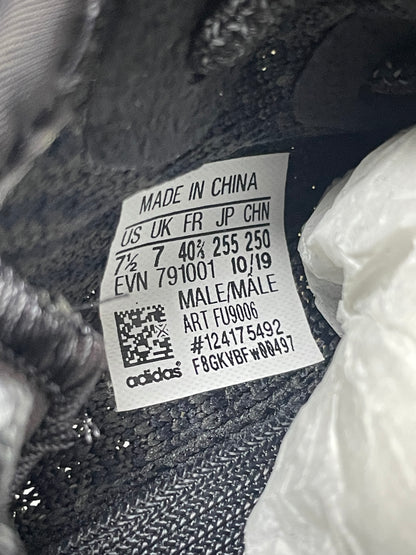 MADE IN CHINA
US UK FR JP CHN
7½ 7 40⅔ 255 250
EVN 791001 10/19
MALE/MÂLE
ART FU9006
#124175492
F8GKVBFW00497
adidas